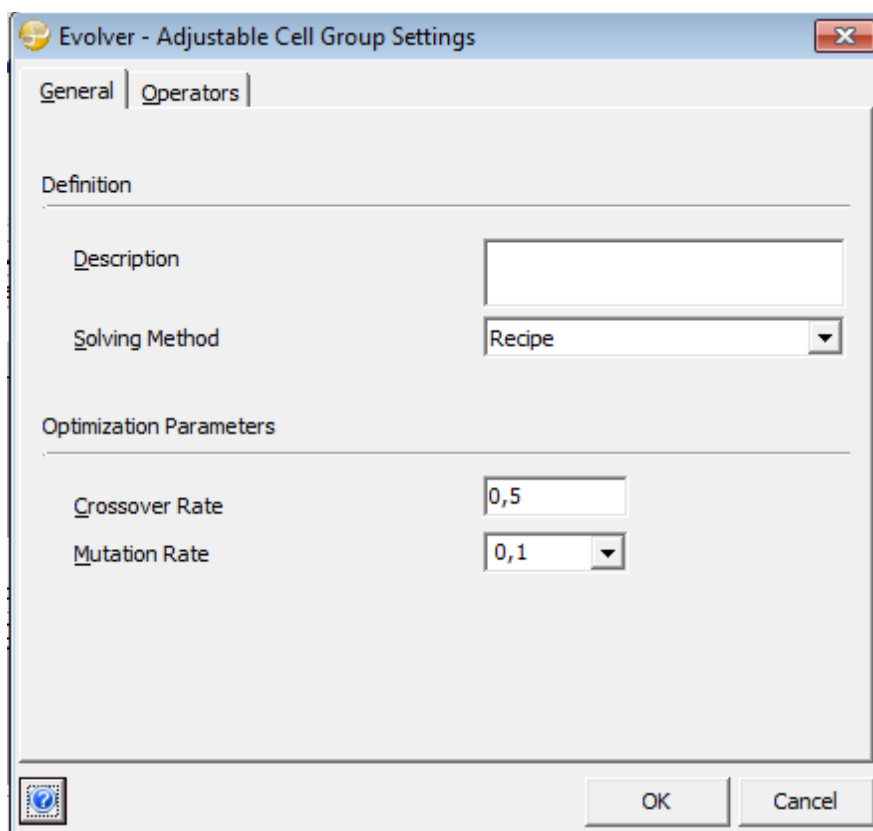 Evolver - Adjustable Cell Group Settings
General Operators
Definition
Description
Solving Method Recipe
Optimization Parameters
Crossover Rate 0,5
Mutation Rate 0,1
OK Cancel